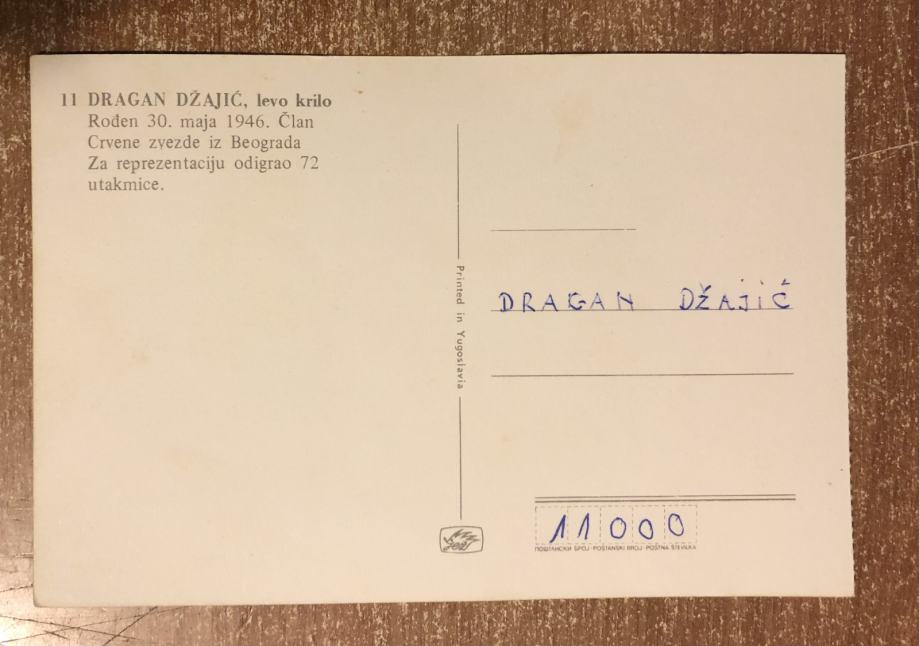 11 DRAGAN DŽAJIĆ, levo krilo
Rođen 30. maja 1946. Član
Crvene zvezde iz Beograda
Za reprezentaciju odigrao 72
utakmice.
Printed in Yugoslavia
DRAGAN DŽAJIĆ
11000
ПОШТАНСКИ БРОЈ · POŠTANSKI BROJ · POŠTNA ŠTEVILKA